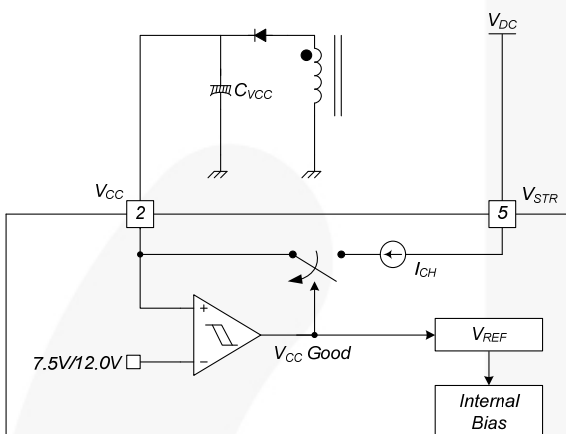 V_DC
C_VCC
V_CC
2
5
V_STR
I_CH
+
7.5V/12.0V
−
V_CC Good
V_REF
Internal
Bias